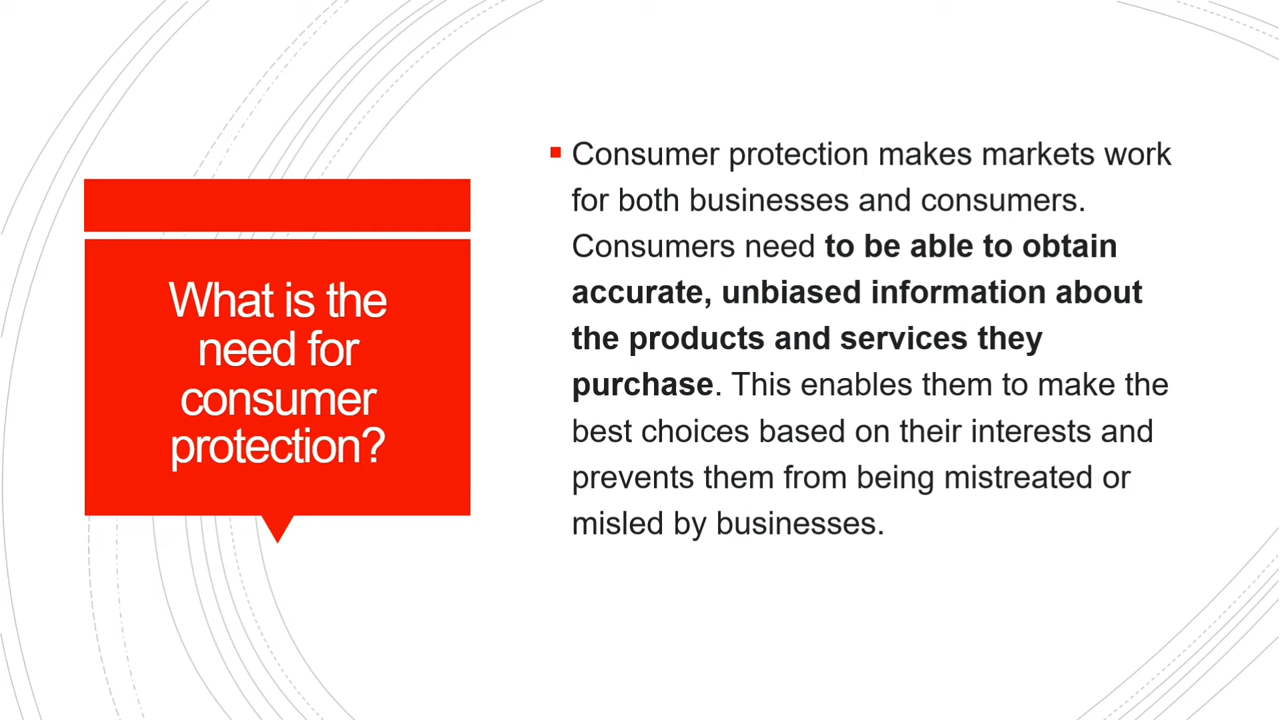 What is the
need for
consumer
protection?
Consumer protection makes markets work
for both businesses and consumers.
Consumers need to be able to obtain
accurate, unbiased information about
the products and services they
purchase. This enables them to make the
best choices based on their interests and
prevents them from being mistreated or
misled by businesses.